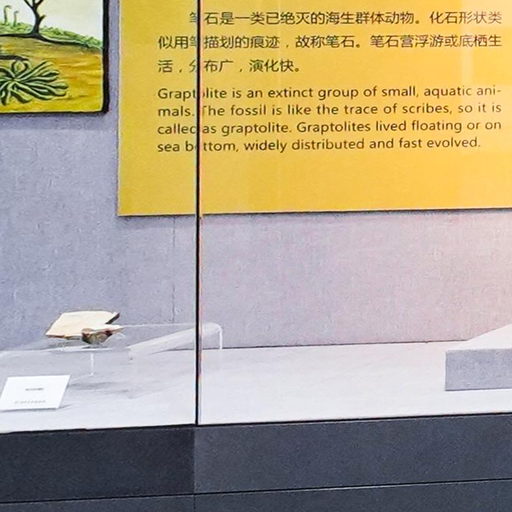 笔石是一类已绝灭的海生群体动物。化石形状类
似用笔描划的痕迹，故称笔石。笔石营浮游或底栖生
活，分布广，演化快。
Graptolite is an extinct group of small, aquatic ani-
mals. The fossil is like the trace of scribes, so it is
called as graptolite. Graptolites lived floating or on
sea bottom, widely distributed and fast evolved.